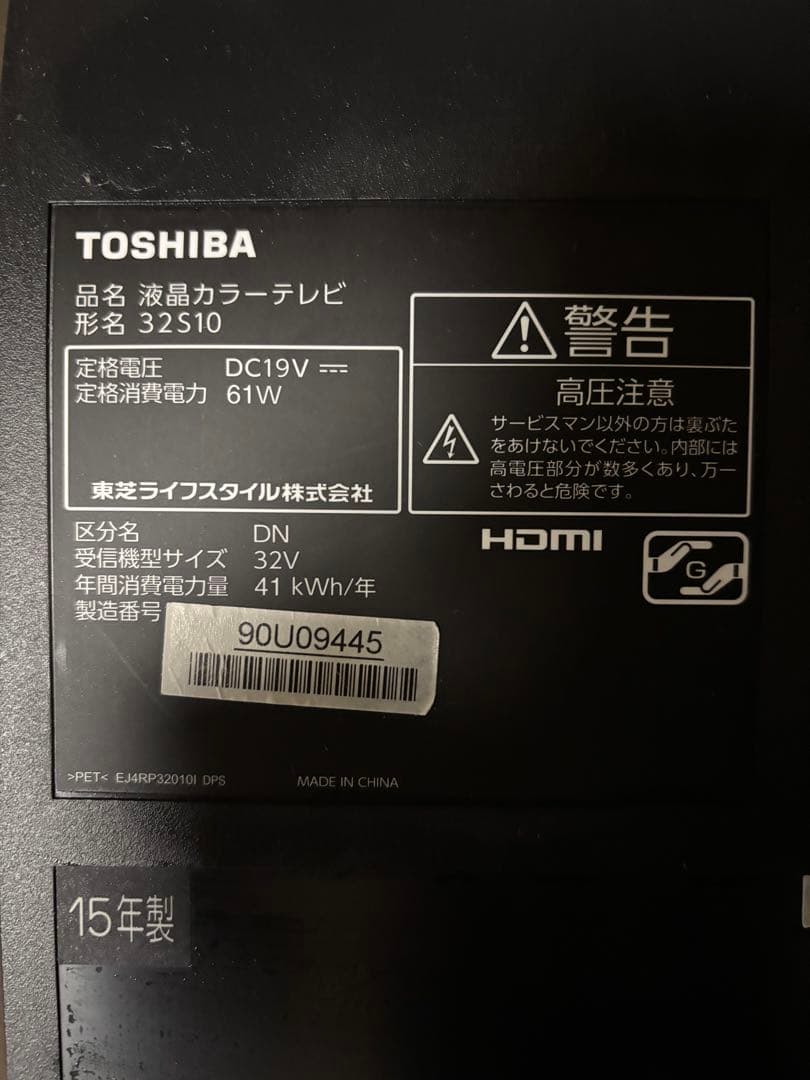 TOSHIBA
品名 液晶カラーテレビ
形名 32S10
定格電圧 DC19V ⎓
定格消費電力 61W
東芝ライフスタイル株式会社
警告
高圧注意
サービスマン以外の方は裏ぶた
をあけないでください。内部には
高電圧部分が数多くあり、万一
さわると危険です。
区分名 DN
受信機型サイズ 32V
年間消費電力量 41 kWh/年
製造番号
90U09445
HDMI
G
>PET< EJ4RP32010I DPS
MADE IN CHINA
15年製